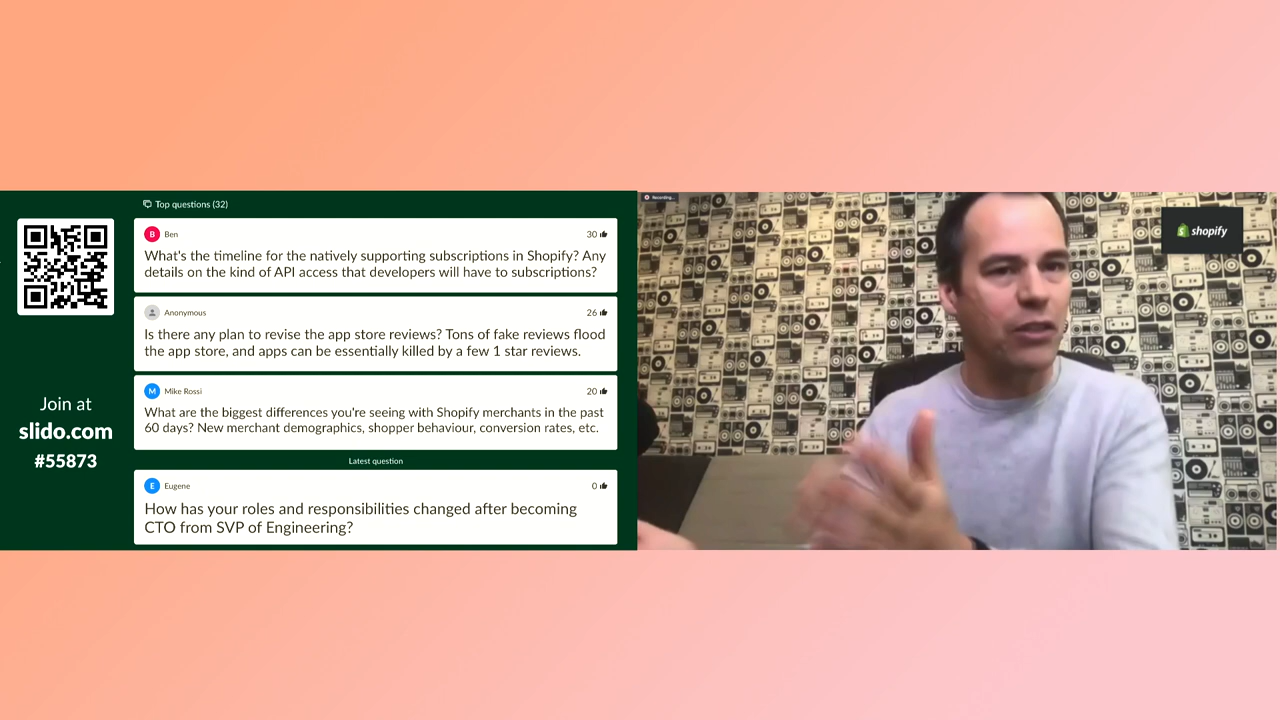 Top questions (32)
B
Ben
30
What's the timeline for the natively supporting subscriptions in Shopify? Any
details on the kind of API access that developers will have to subscriptions?
Anonymous
26
Is there any plan to revise the app store reviews? Tons of fake reviews flood
the app store, and apps can be essentially killed by a few 1 star reviews.
M
Mike Rossi
20
What are the biggest differences you're seeing with Shopify merchants in the past
60 days? New merchant demographics, shopper behaviour, conversion rates, etc.
Latest question
E
Eugene
0
How has your roles and responsibilities changed after becoming
CTO from SVP of Engineering?
Join at
slido.com
#55873
Recording...
shopify